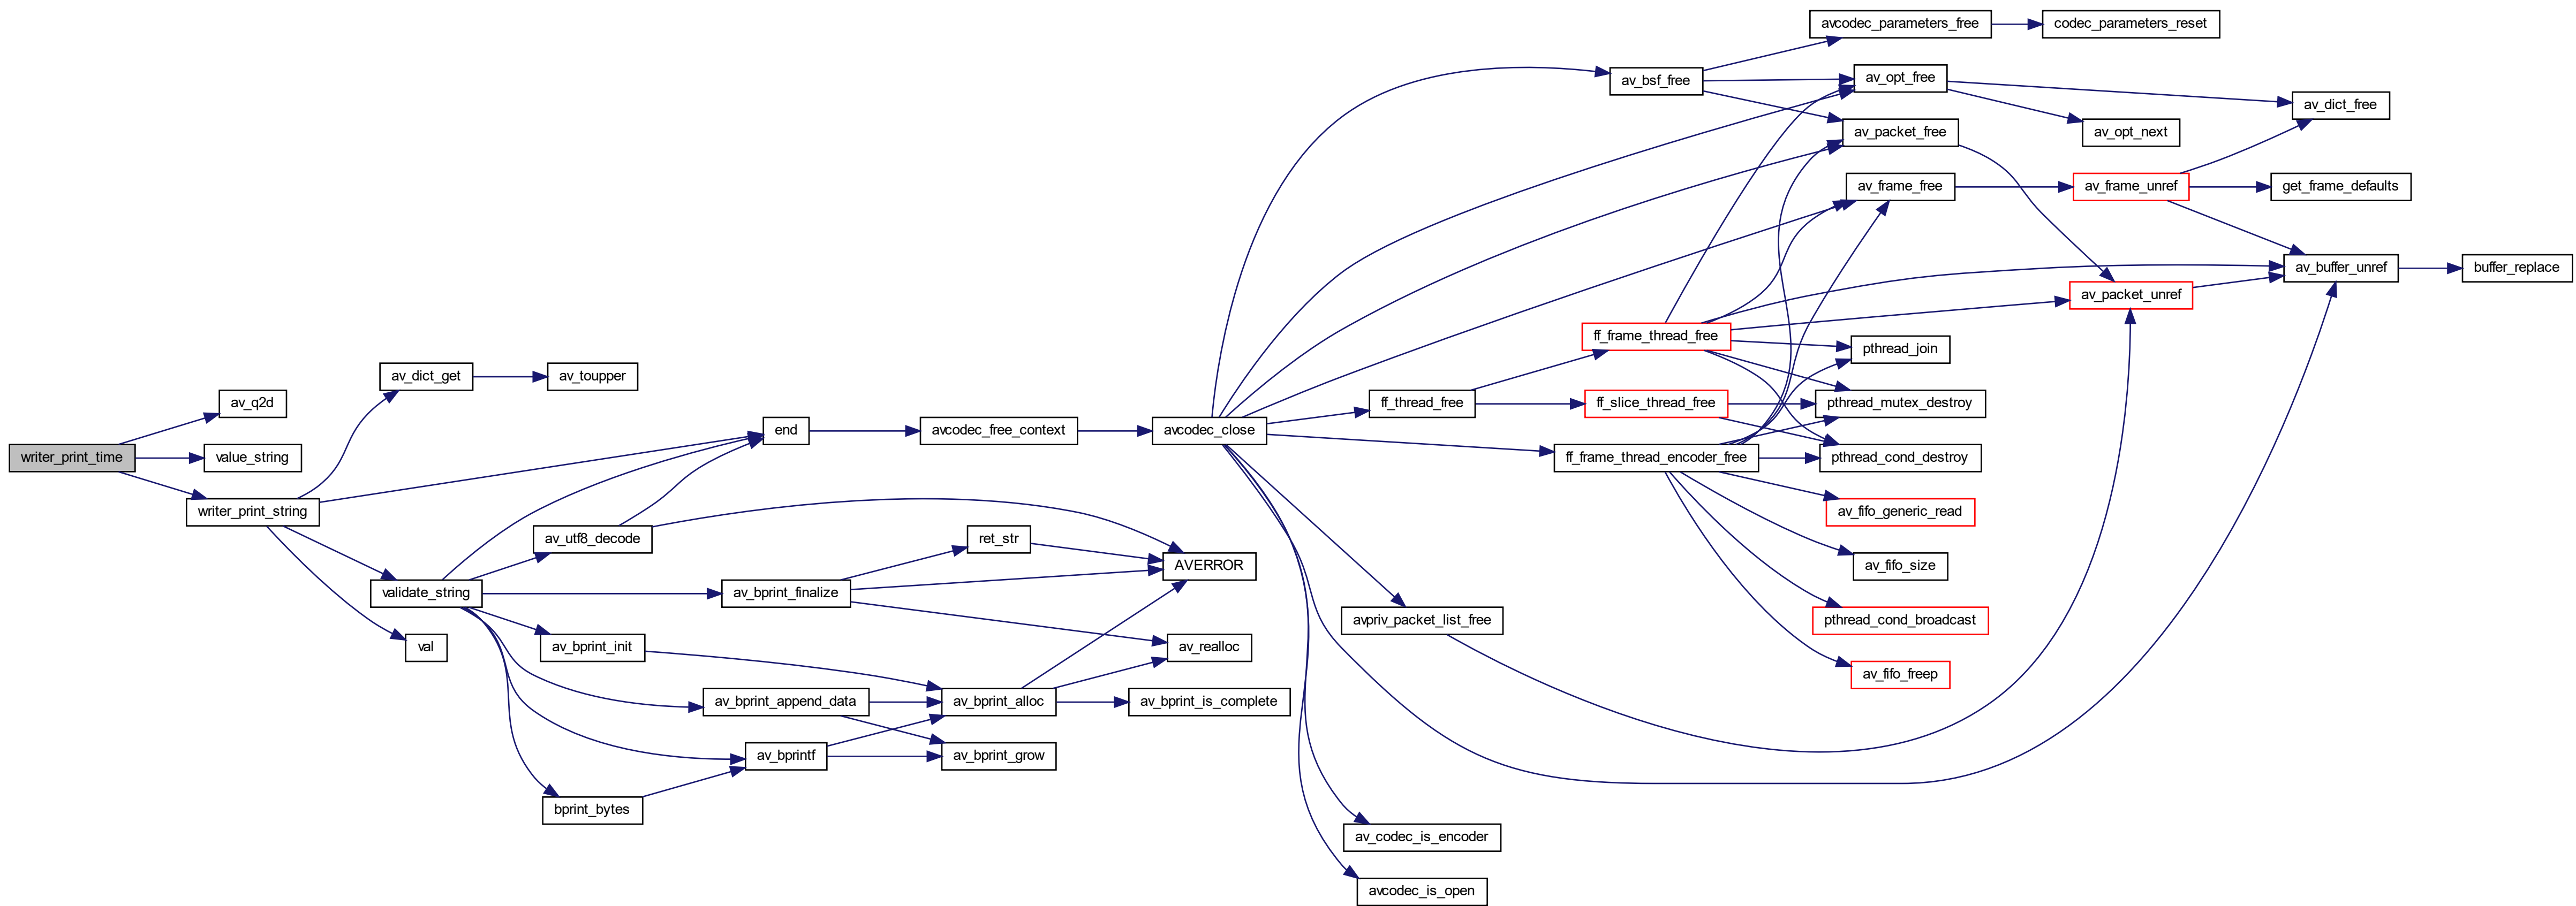 writer_print_time
av_q2d
value_string
writer_print_string
av_dict_get
av_toupper
validate_string
val
av_utf8_decode
av_bprint_init
bprint_bytes
av_bprint_finalize
av_bprint_append_data
av_bprintf
end
avcodec_free_context
ret_str
av_bprint_alloc
av_bprint_grow
AVERROR
av_realloc
av_bprint_is_complete
avcodec_close
ff_thread_free
avpriv_packet_list_free
av_codec_is_encoder
avcodec_is_open
av_bsf_free
ff_frame_thread_free
ff_slice_thread_free
ff_frame_thread_encoder_free
avcodec_parameters_free
av_opt_free
av_packet_free
av_frame_free
pthread_join
pthread_mutex_destroy
pthread_cond_destroy
av_fifo_generic_read
av_fifo_size
pthread_cond_broadcast
av_fifo_freep
codec_parameters_reset
av_opt_next
av_frame_unref
av_packet_unref
av_dict_free
get_frame_defaults
av_buffer_unref
buffer_replace